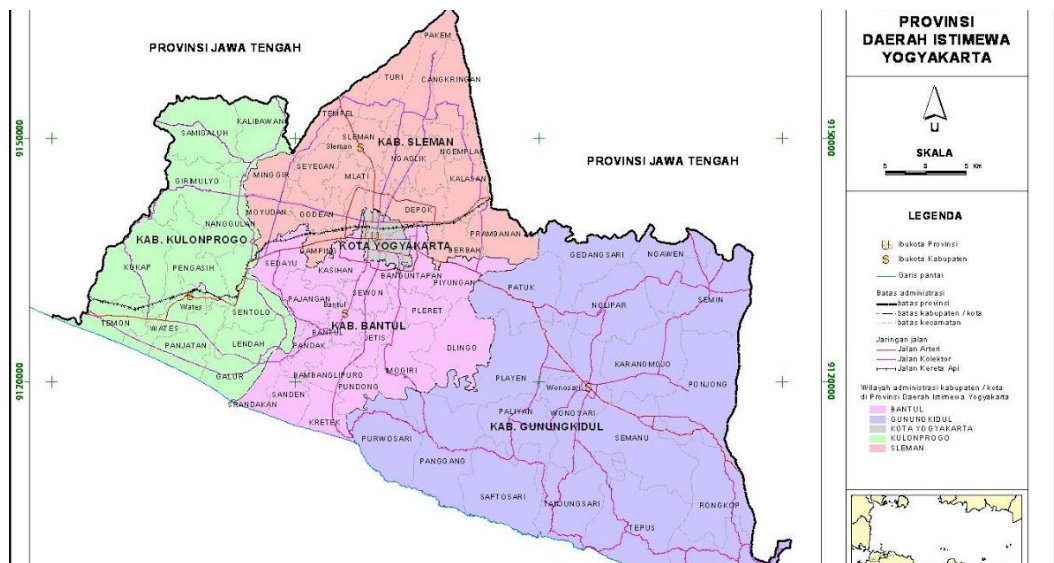 PROVINSI JAWA TENGAH
PAKEM
TURI
CANGKRINGAN
TEMPEL
KALIBAWANG
SAMIGALUH
SLEMAN
Sleman
KAB. SLEMAN
NGEMPLAK
NGAGLIK
SEYEGAN
MINGGIR
MLATI
KALASAN
GIRIMULYO
MOYUDAN
GODEAN
DEPOK
NANGGULAN
PRAMBANAN
KAB. KULONPROGO
KOTA YOGYAKARTA
BERBAH
GAMPING
SEDAYU
KASIHAN
BANGUNTAPAN
PIYUNGAN
KOKAP
PENGASIH
PAJANGAN
SEWON
Wates
Bantul
PLERET
SENTOLO
KAB. BANTUL
TEMON
WATES
BANTUL
JETIS
PANJATAN
LENDAH
PANDAK
DLINGO
GALUR
BAMBANGLIPURO
MOGIRI
PUNDONG
SANDEN
SRANDAKAN
KRETEK
PROVINSI JAWA TENGAH
GEDANGSARI
NGAWEN
PATUK
NGLIPAR
SEMIN
KARANGMOJO
PLAYEN
Wonosari
PONJONG
PALIYAN
WONOSARI
KAB. GUNUNGKIDUL
SEMANU
PURWOSARI
PANGGANG
SAPTOSARI
TANJUNGSARI
TEPUS
RONGKOP
9150000
9120000
9150000
9120000
PROVINSI
DAERAH ISTIMEWA
YOGYAKARTA
U
SKALA
5 0 5 Km
LEGENDA
Ibukota Provinsi
Ibukota Kabupaten
Garis pantai
Batas administrasi
batas provinsi
batas kabupaten / kota
batas kecamatan
Jaringan jalan
Jalan Arteri
Jalan Kolektor
Jalan Kereta Api
Wilayah administrasi kabupaten / kota
di Provinsi Daerah Istimewa Yogyakarta
BANTUL
GUNUNGKIDUL
KOTA YOGYAKARTA
KULONPROGO
SLEMAN